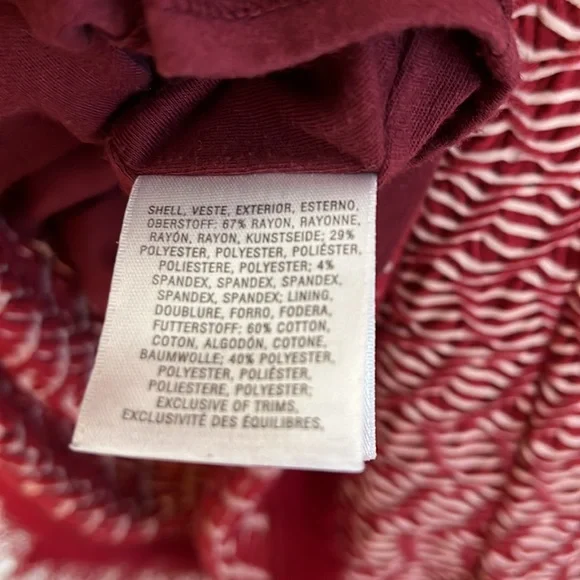 SHELL, VESTE, EXTERIOR, ESTERNO,
OBERSTOFF: 67% RAYON, RAYONNE,
RAYÓN, RAYON, KUNSTSEIDE; 29%
POLYESTER, POLYESTER, POLIÉSTER,
POLIESTERE, POLYESTER; 4%
SPANDEX, SPANDEX, SPANDEX,
SPANDEX, SPANDEX; LINING,
DOUBLURE, FORRO, FODERA,
FUTTERSTOFF: 60% COTTON,
COTON, ALGODÓN, COTONE,
BAUMWOLLE; 40% POLYESTER,
POLYESTER, POLIÉSTER,
POLIESTERE, POLYESTER;
EXCLUSIVE OF TRIMS,
EXCLUSIVITÉ DES ÉQUILIBRES,